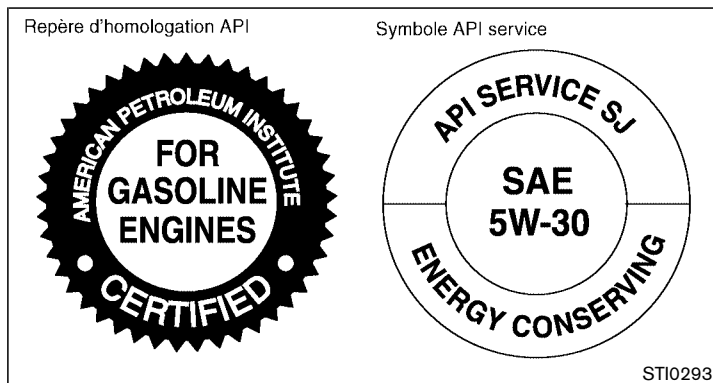 Repère d'homologation API
AMERICAN PETROLEUM INSTITUTE
FOR
GASOLINE
ENGINES
CERTIFIED
Symbole API service
API SERVICE SJ
SAE
5W-30
ENERGY CONSERVING
STI0293